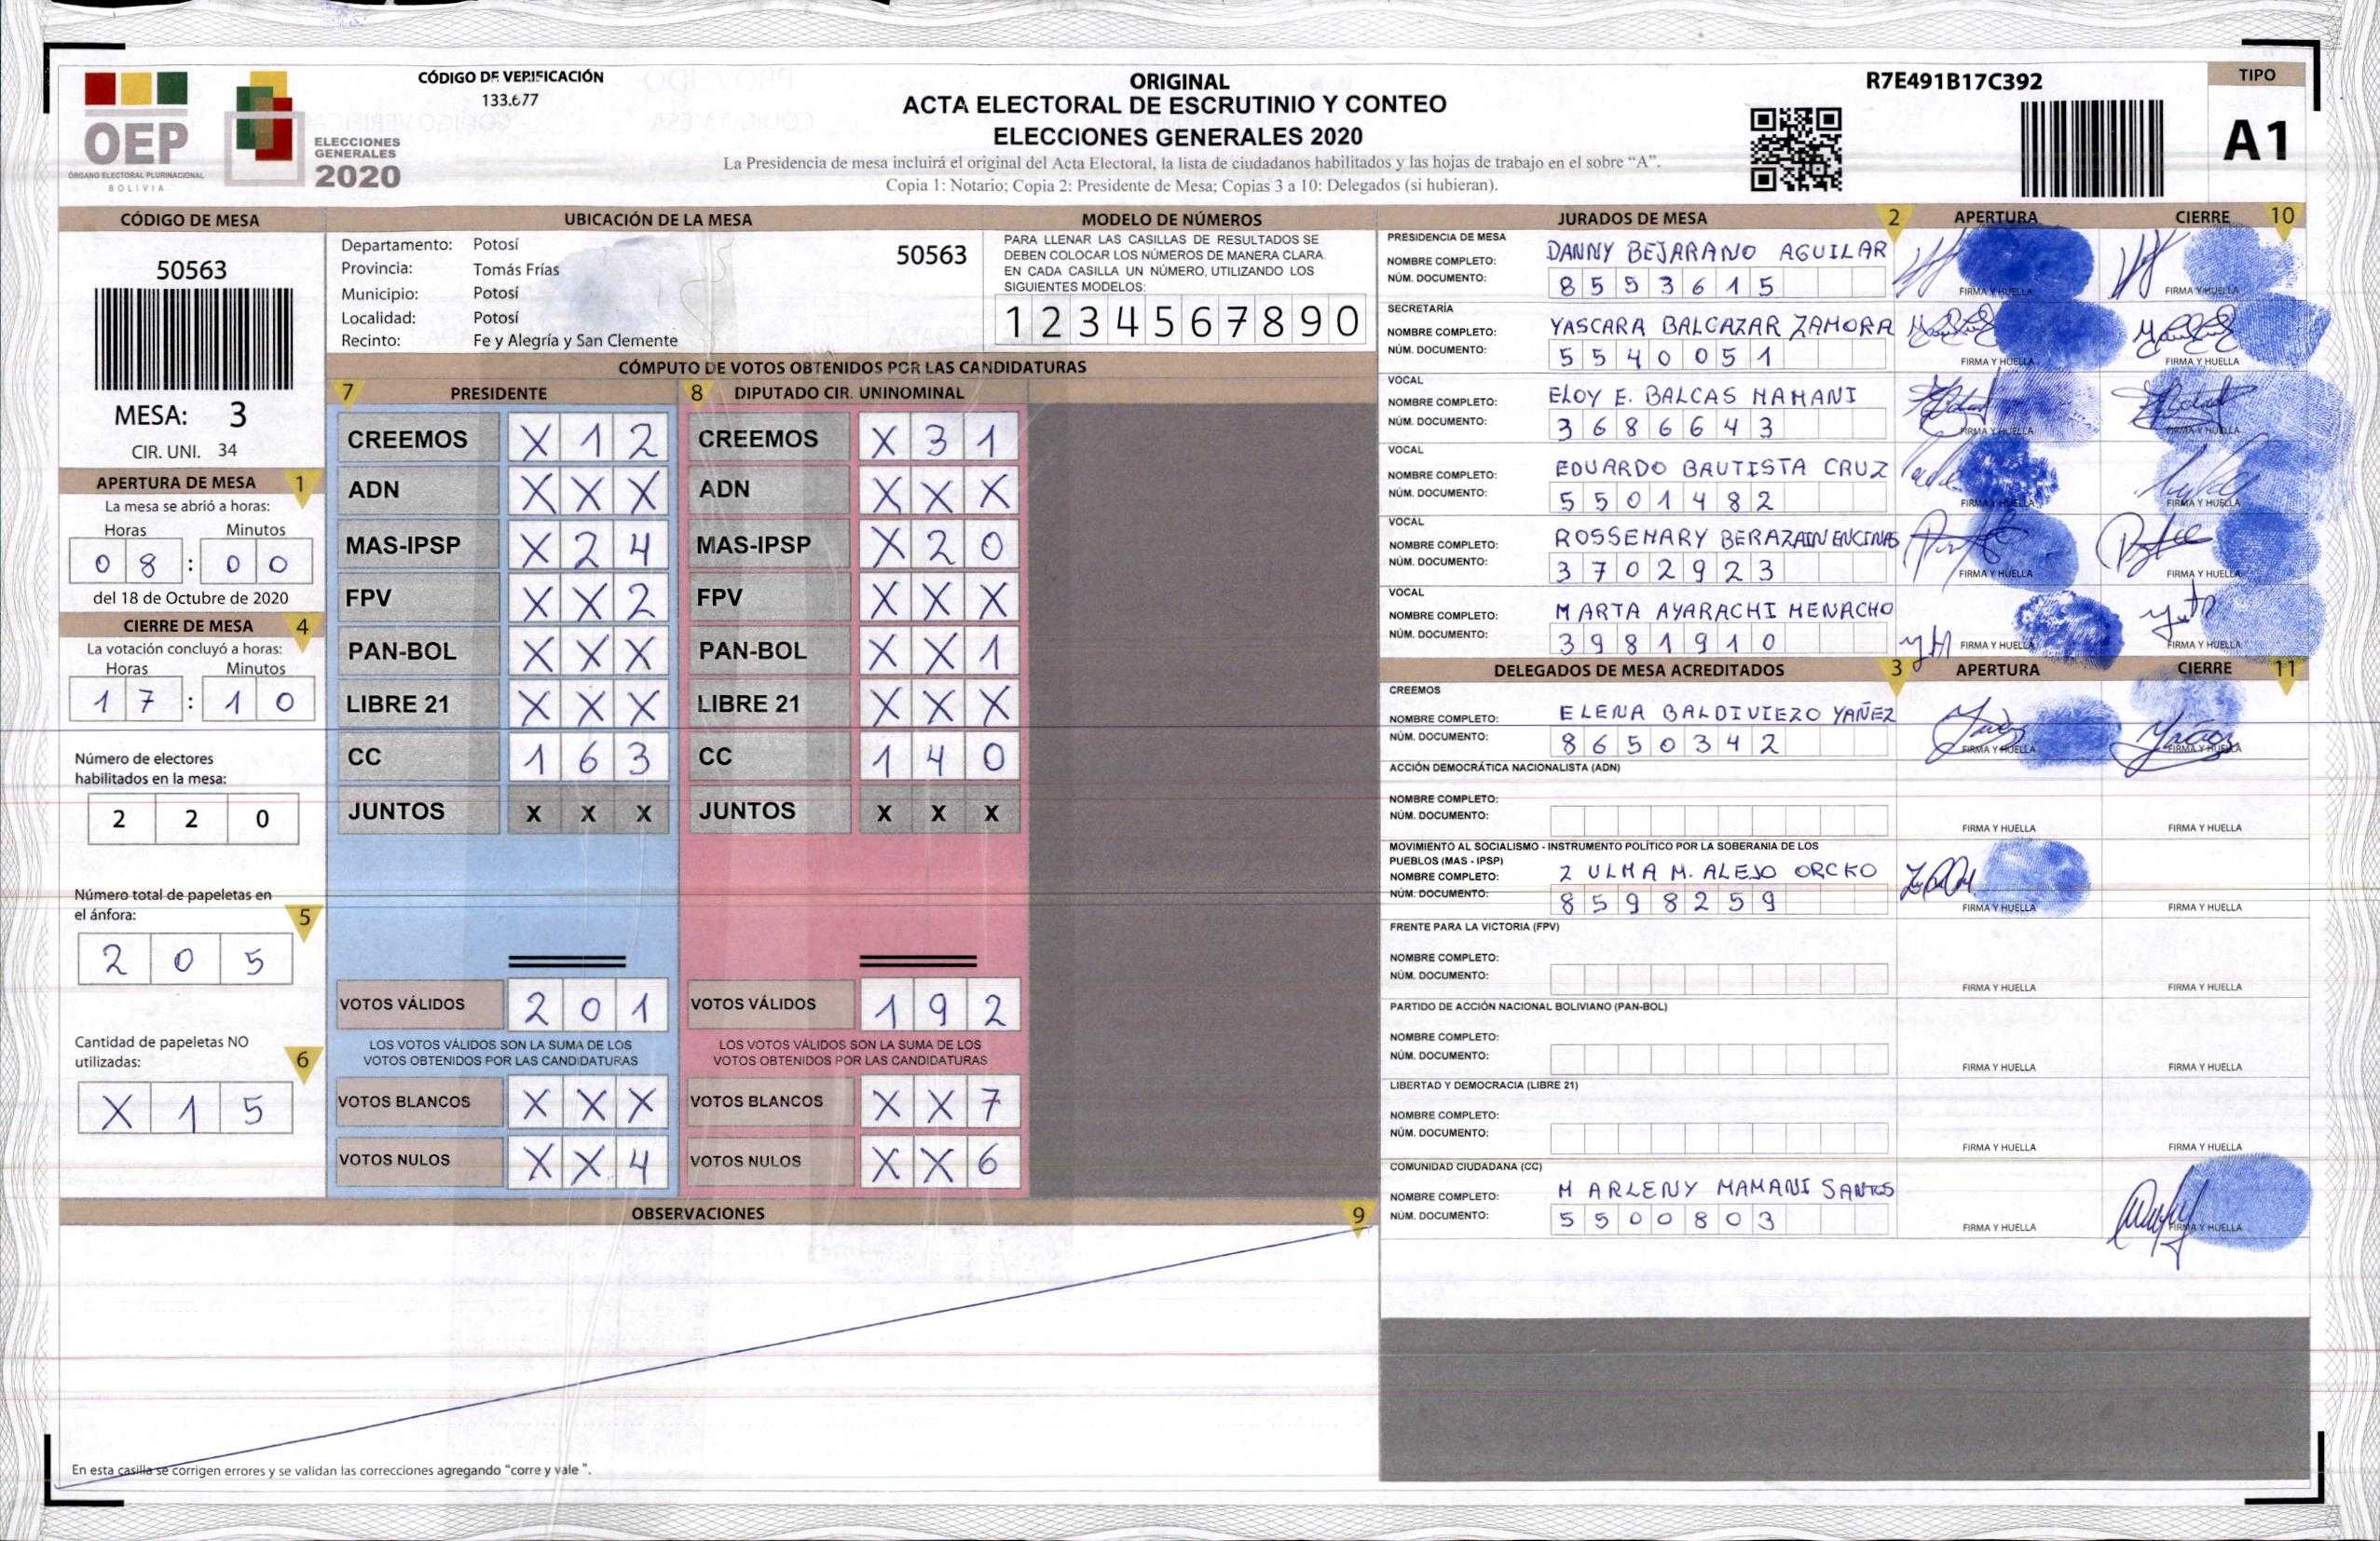 OEP
ÓRGANO ELECTORAL PLURINACIONAL
BOLIVIA
ELECCIONES
GENERALES
2020
CÓDIGO DE VERIFICACIÓN
133.677
ORIGINAL
ACTA ELECTORAL DE ESCRUTINIO Y CONTEO
ELECCIONES GENERALES 2020
La Presidencia de mesa incluirá el original del Acta Electoral, la lista de ciudadanos habilitados y las hojas de trabajo en el sobre “A”.
Copia 1: Notario; Copia 2: Presidente de Mesa; Copias 3 a 10: Delegados (si hubieran).
R7E491B17C392
TIPO
A1
CÓDIGO DE MESA
50563
MESA: 3
CIR. UNI. 34
APERTURA DE MESA 1
La mesa se abrió a horas:
Horas Minutos
0 8 : 0 0
del 18 de Octubre de 2020
CIERRE DE MESA 4
La votación concluyó a horas:
Horas Minutos
1 7 : 1 0
Número de electores
habilitados en la mesa:
2 2 0
Número total de papeletas en
el ánfora: 5
2 0 5
Cantidad de papeletas NO
utilizadas: 6
X 1 5
UBICACIÓN DE LA MESA
Departamento: Potosí 50563
Provincia: Tomás Frías
Municipio: Potosí
Localidad: Potosí
Recinto: Fe y Alegría y San Clemente
MODELO DE NÚMEROS
PARA LLENAR LAS CASILLAS DE RESULTADOS SE
DEBEN COLOCAR LOS NÚMEROS DE MANERA CLARA.
EN CADA CASILLA UN NÚMERO, UTILIZANDO LOS
SIGUIENTES MODELOS:
1 2 3 4 5 6 7 8 9 0
CÓMPUTO DE VOTOS OBTENIDOS POR LAS CANDIDATURAS
7 PRESIDENTE 8 DIPUTADO CIR. UNINOMINAL
CREEMOS X 1 2 CREEMOS X 3 1
ADN X X X ADN X X X
MAS-IPSP X 2 4 MAS-IPSP X 2 0
FPV X X 2 FPV X X X
PAN-BOL X X X PAN-BOL X X 1
LIBRE 21 X X X LIBRE 21 X X X
CC 1 6 3 CC 1 4 0
JUNTOS X X X JUNTOS X X X
VOTOS VÁLIDOS 2 0 1 VOTOS VÁLIDOS 1 9 2
LOS VOTOS VÁLIDOS SON LA SUMA DE LOS LOS VOTOS VÁLIDOS SON LA SUMA DE LOS
VOTOS OBTENIDOS POR LAS CANDIDATURAS VOTOS OBTENIDOS POR LAS CANDIDATURAS
VOTOS BLANCOS X X X VOTOS BLANCOS X X 7
VOTOS NULOS X X 4 VOTOS NULOS X X 6
OBSERVACIONES 9
En esta casilla se corrigen errores y se validan las correcciones agregando “corre y vale ”.
JURADOS DE MESA 2 APERTURA CIERRE 10
PRESIDENCIA DE MESA
NOMBRE COMPLETO: DANNY BEJARANO AGUILAR
NÚM. DOCUMENTO: 8 5 5 3 6 1 5
FIRMA Y HUELLA FIRMA Y HUELLA
SECRETARÍA
NOMBRE COMPLETO: YASCARA BALCAZAR ZAMORA
NÚM. DOCUMENTO: 5 5 4 0 0 5 1
FIRMA Y HUELLA FIRMA Y HUELLA
VOCAL
NOMBRE COMPLETO: ELOY E. BALCAS MAMANI
NÚM. DOCUMENTO: 3 6 8 6 6 4 3
FIRMA Y HUELLA FIRMA Y HUELLA
VOCAL
NOMBRE COMPLETO: EDUARDO BAUTISTA CRUZ
NÚM. DOCUMENTO: 5 5 0 1 4 8 2
FIRMA Y HUELLA FIRMA Y HUELLA
VOCAL
NOMBRE COMPLETO: ROSSEMARY BERAZAIN ENCINAS
NÚM. DOCUMENTO: 3 7 0 2 9 2 3
FIRMA Y HUELLA FIRMA Y HUELLA
VOCAL
NOMBRE COMPLETO: MARTA AYARACHI MENACHO
NÚM. DOCUMENTO: 3 9 8 1 9 1 0
FIRMA Y HUELLA FIRMA Y HUELLA
DELEGADOS DE MESA ACREDITADOS 3 APERTURA CIERRE 11
CREEMOS
NOMBRE COMPLETO: ELENA BALDIVIEZO YAÑEZ
NÚM. DOCUMENTO: 8 6 5 0 3 4 2
FIRMA Y HUELLA FIRMA Y HUELLA
ACCIÓN DEMOCRÁTICA NACIONALISTA (ADN)
NOMBRE COMPLETO:
NÚM. DOCUMENTO:
FIRMA Y HUELLA FIRMA Y HUELLA
MOVIMIENTO AL SOCIALISMO - INSTRUMENTO POLÍTICO POR LA SOBERANIA DE LOS
PUEBLOS (MAS - IPSP)
NOMBRE COMPLETO: ZULMA M. ALEJO ORCKO
NÚM. DOCUMENTO: 8 5 9 8 2 5 9
FIRMA Y HUELLA FIRMA Y HUELLA
FRENTE PARA LA VICTORIA (FPV)
NOMBRE COMPLETO:
NÚM. DOCUMENTO:
FIRMA Y HUELLA FIRMA Y HUELLA
PARTIDO DE ACCIÓN NACIONAL BOLIVIANO (PAN-BOL)
NOMBRE COMPLETO:
NÚM. DOCUMENTO:
FIRMA Y HUELLA FIRMA Y HUELLA
LIBERTAD Y DEMOCRACIA (LIBRE 21)
NOMBRE COMPLETO:
NÚM. DOCUMENTO:
FIRMA Y HUELLA FIRMA Y HUELLA
COMUNIDAD CIUDADANA (CC)
NOMBRE COMPLETO: MARLENY MAMANI SANTOS
NÚM. DOCUMENTO: 5 5 0 0 8 0 3
FIRMA Y HUELLA FIRMA Y HUELLA